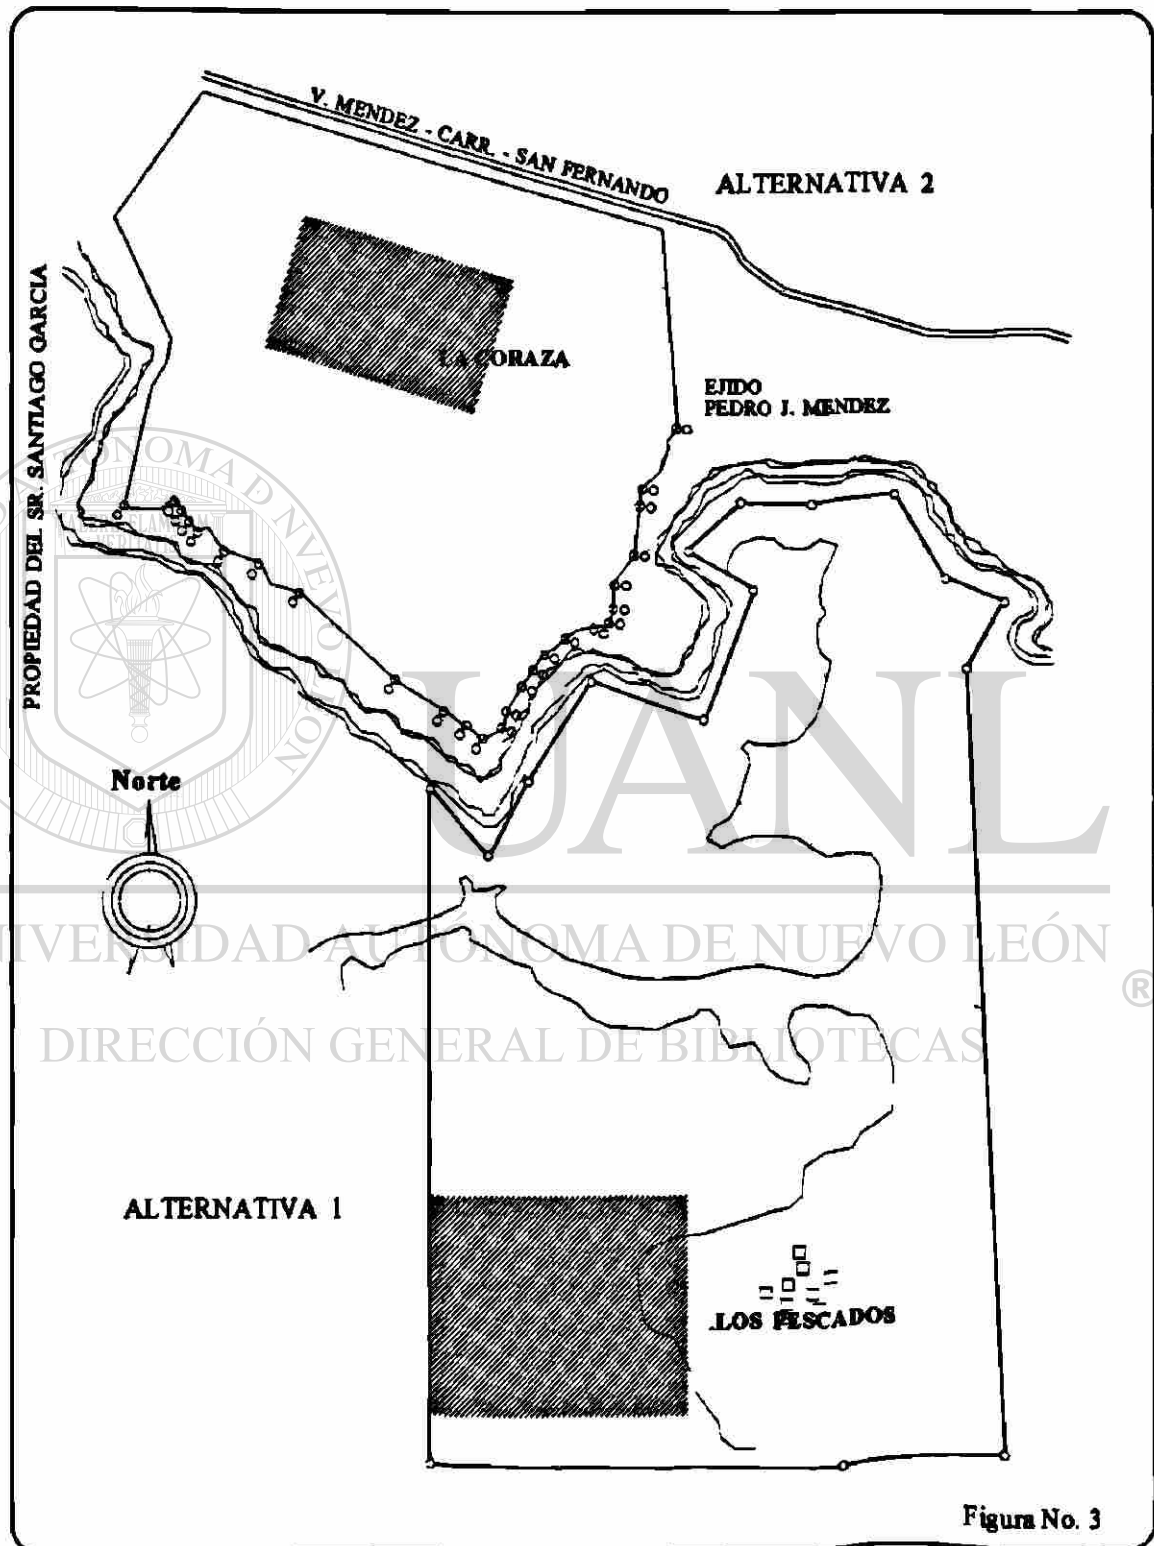 V. MENDEZ - CARR. - SAN FERNANDO
ALTERNATIVA 2
PROPIEDAD DEL SR. SANTIAGO GARCIA
LA CORAZA
EJIDO
PEDRO J. MENDEZ
Norte
UANL
UNIVERSIDAD AUTÓNOMA DE NUEVO LEÓN
®
DIRECCIÓN GENERAL DE BIBLIOTECAS
ALTERNATIVA 1
.LOS PESCADOS
Figura No. 3